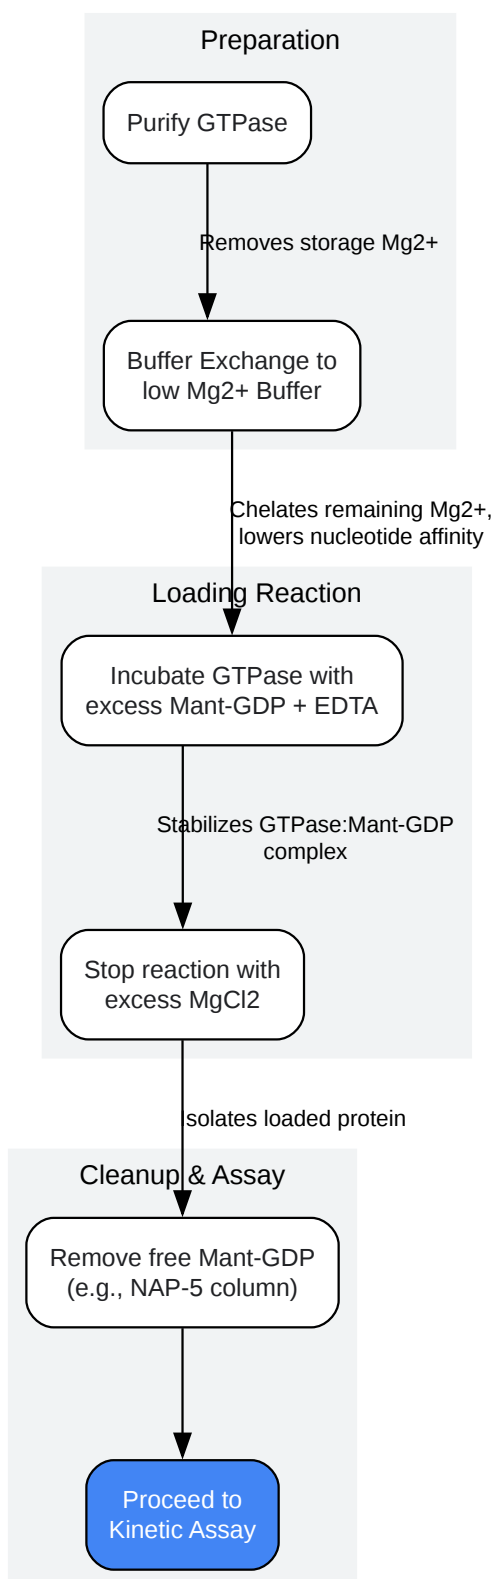 Preparation
Purify GTPase
Removes storage Mg2+
Buffer Exchange to
low Mg2+ Buffer
Chelates remaining Mg2+,
lowers nucleotide affinity
Loading Reaction
Incubate GTPase with
excess Mant-GDP + EDTA
Stabilizes GTPase:Mant-GDP
complex
Stop reaction with
excess MgCl2
Isolates loaded protein
Cleanup & Assay
Remove free Mant-GDP
(e.g., NAP-5 column)
Proceed to
Kinetic Assay